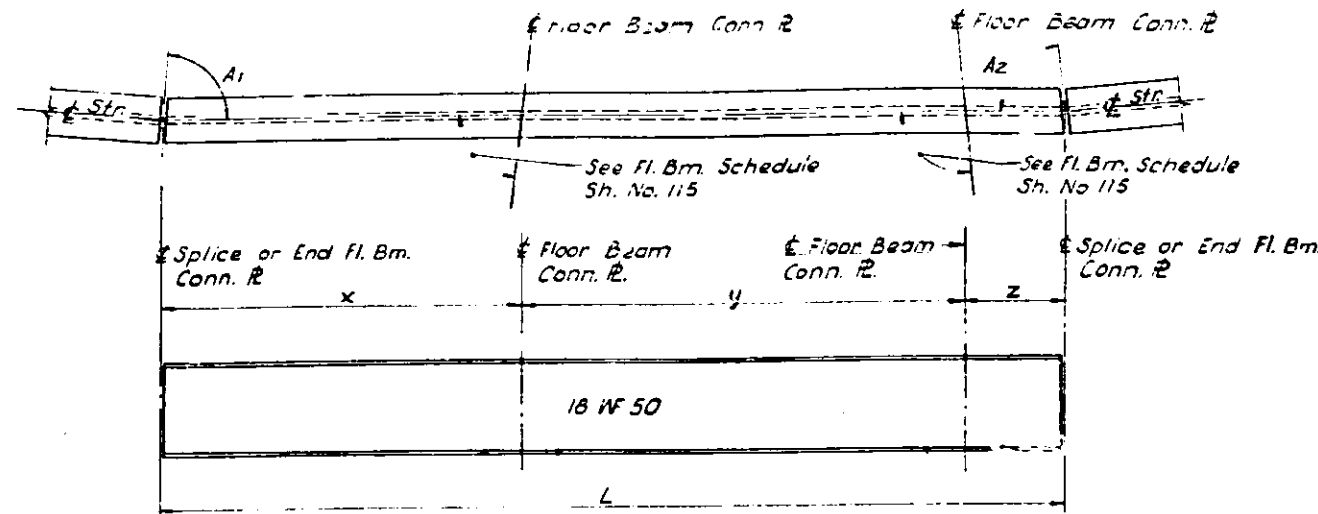 ℄ Floor Beam Conn ℞
℄ Floor Beam Conn. ℞
A1
A2
℄ Str.
℄ Str.
See Fl. Bm. Schedule
Sh. No. 115
See Fl. Bm. Schedule
Sh. No 115
℄ Splice or End Fl. Bm.
Conn. ℞
℄ Floor Beam
Conn. ℞.
℄ Floor Beam
Conn. ℞.
℄ Splice or End Fl. Bm.
Conn. ℞
x
y
z
18 WF 50
L